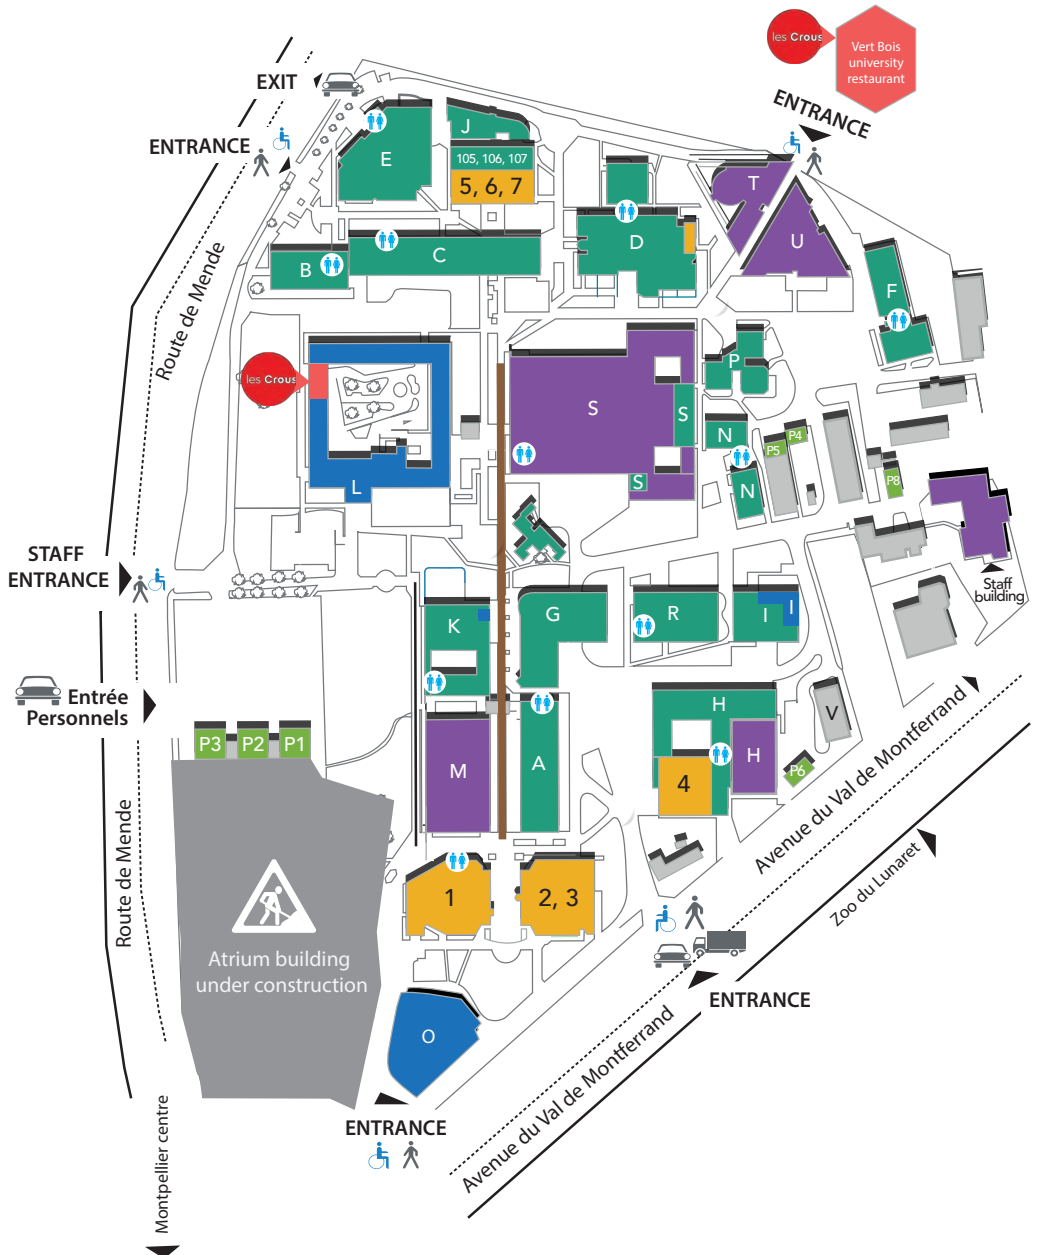 les Crous
Vert Bois
university
restaurant
EXIT
ENTRANCE
ENTRANCE
J
E
105, 106, 107
5, 6, 7
T
U
D
C
B
F
Route de Mende
les Crous
P
S
S
S
N
N
P5
P4
P8
L
STAFF
ENTRANCE
Staff
building
K
G
R
I
I
Entrée
Personnels
H
H
V
P3
P2
P1
M
A
4
P6
Avenue du Val de Montferrand
Zoo du Lunaret
Route de Mende
1
2, 3
Atrium building
under construction
ENTRANCE
O
Avenue du Val de Montferrand
ENTRANCE
Montpellier centre